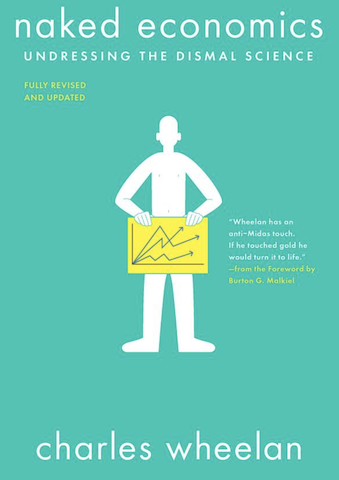 naked economics
UNDRESSING THE DISMAL SCIENCE
FULLY REVISED
AND UPDATED
“Wheelan has an
anti–Midas touch.
If he touched gold he
would turn it to life.”
—from the Foreword by
Burton G. Malkiel
charles wheelan